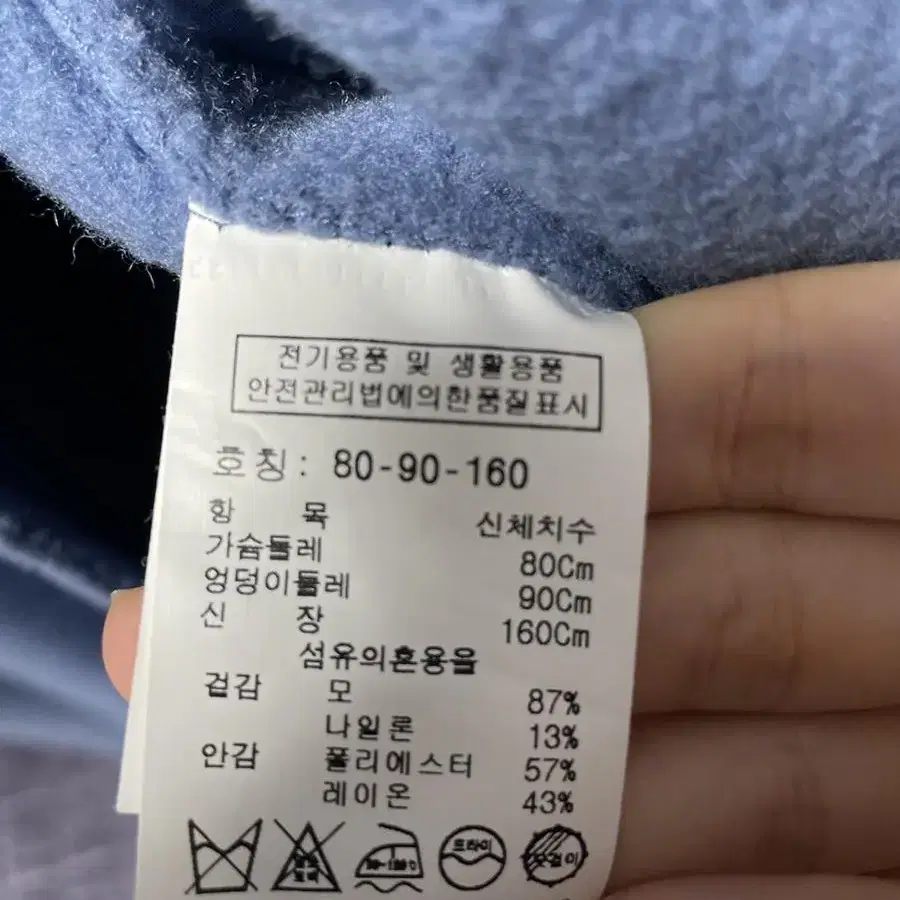 전기용품 및 생활용품
안전관리법에의한품질표시
호칭: 80-90-160
항 목 신체치수
가슴둘레 80Cm
엉덩이둘레 90Cm
신 장 160Cm
섬유의혼용율
겉감 모 87%
나일론 13%
안감 폴리에스터 57%
레이온 43%
드라이